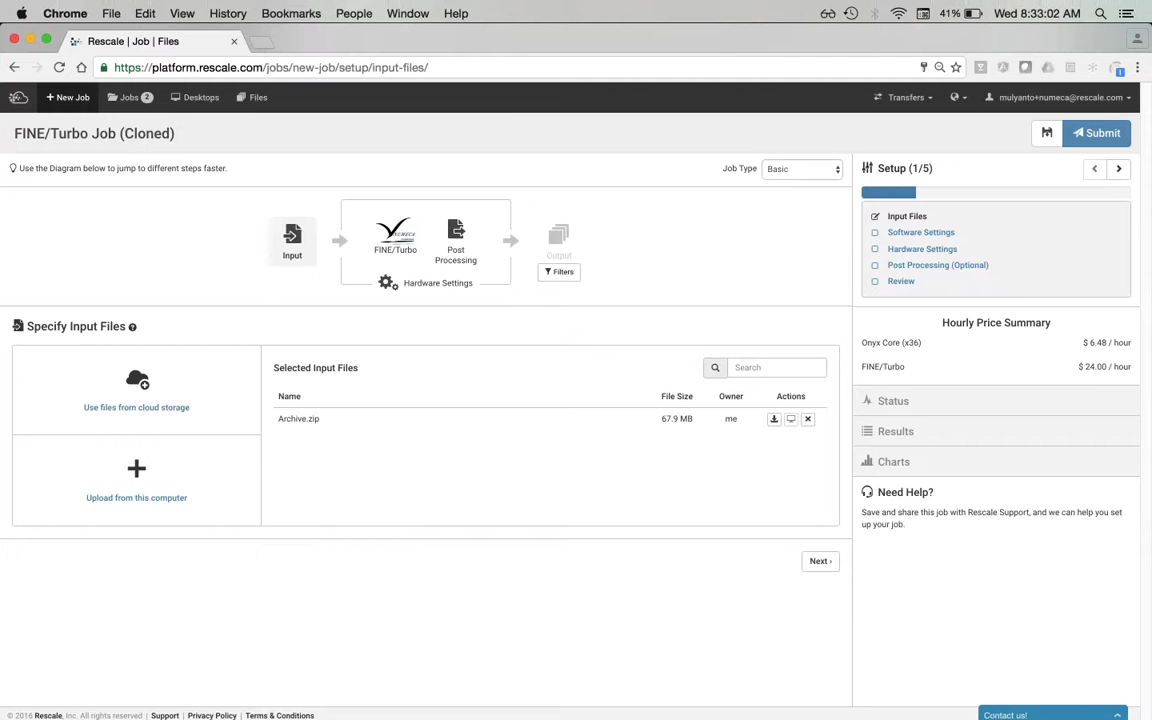 Chrome File Edit View History Bookmarks People Window Help 41% Wed 8:33:02 AM
Rescale | Job | Files
https://platform.rescale.com/jobs/new-job/setup/input-files/
+ New Job Jobs 2 Desktops Files Transfers mulyanto+numeca@rescale.com
FINE/Turbo Job (Cloned) Submit
Use the Diagram below to jump to different steps faster. Job Type Basic Setup (1/5)
Input Files
Software Settings
Hardware Settings
Post Processing (Optional)
Review
Input FINE/Turbo Post
Processing
Output
Filters
Hardware Settings
Hourly Price Summary
Onyx Core (x36) $ 6.48 / hour
FINE/Turbo $ 24.00 / hour
Specify Input Files
Use files from cloud storage
Upload from this computer
Selected Input Files Search
Name File Size Owner Actions
Archive.zip 67.9 MB me
Next ›
Status
Results
Charts
Need Help?
Save and share this job with Rescale Support, and we can help you set
up your job.
© 2016 Rescale, Inc. All rights reserved | Support | Privacy Policy | Terms & Conditions
Contact us!